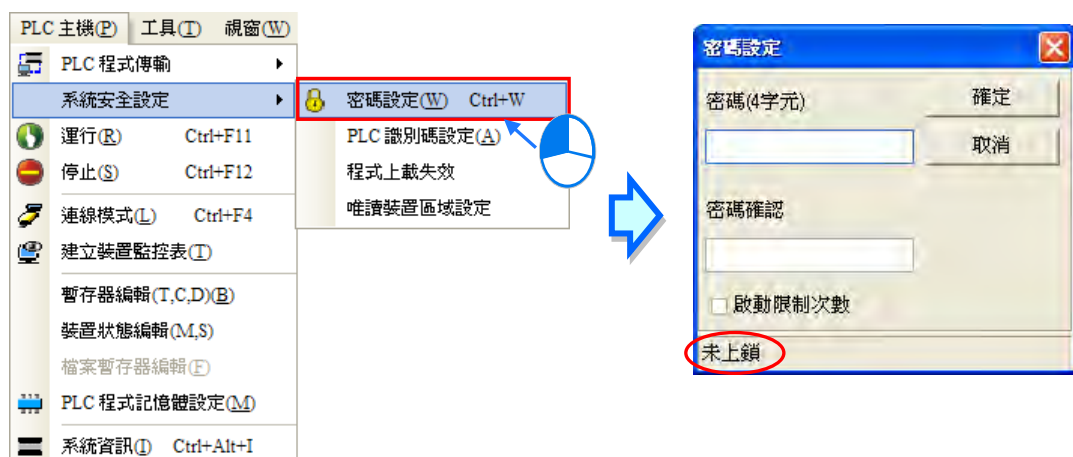 PLC 主機(P) 工具(T) 視窗(W)
PLC 程式傳輸
系統安全設定
運行(R) Ctrl+F11
停止(S) Ctrl+F12
連線模式(L) Ctrl+F4
建立裝置監控表(T)
暫存器編輯(T,C,D)(B)
裝置狀態編輯(M,S)
檔案暫存器編輯(F)
PLC 程式記憶體設定(M)
系統資訊(I) Ctrl+Alt+I
密碼設定(W) Ctrl+W
PLC 識別碼設定(A)
程式上載失效
唯讀裝置區域設定
密碼設定
密碼(4字元)
確定
取消
密碼確認
啟動限制次數
未上鎖